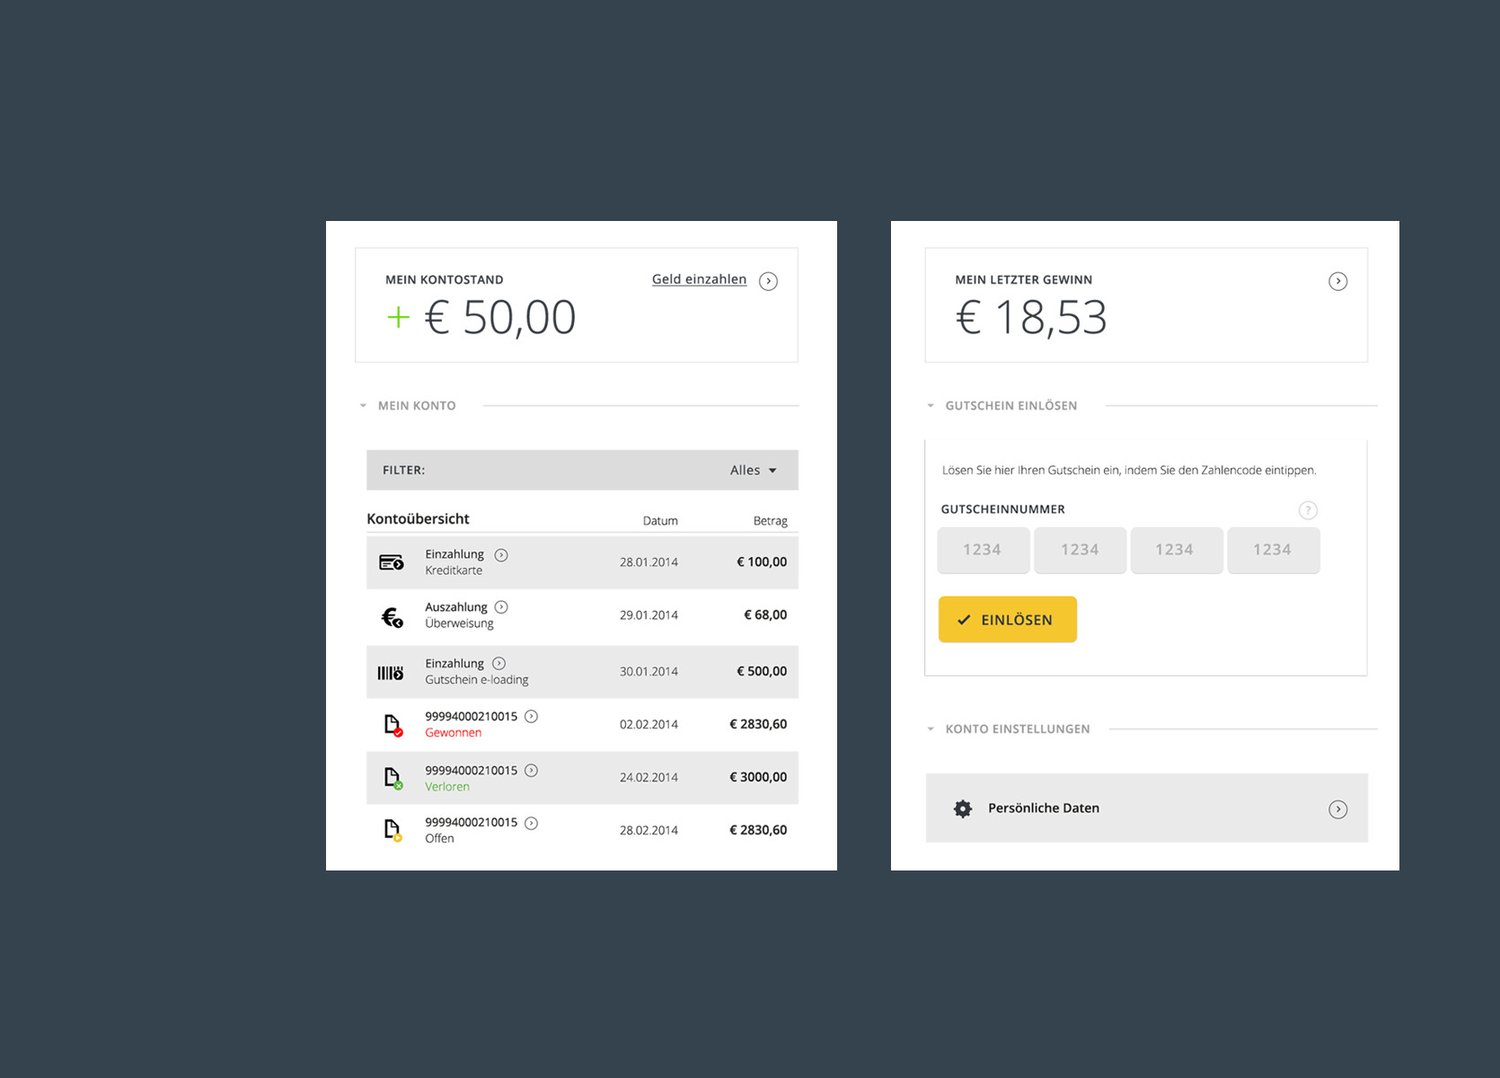 MEIN KONTOSTAND
Geld einzahlen
+ € 50,00
MEIN KONTO
FILTER:
Alles
Kontoübersicht Datum Betrag
Einzahlung
Kreditkarte
28.01.2014
€ 100,00
Auszahlung
Überweisung
29.01.2014
€ 68,00
Einzahlung
Gutschein e-loading
30.01.2014
€ 500,00
99994000210015
Gewonnen
02.02.2014
€ 2830,60
99994000210015
Verloren
24.02.2014
€ 3000,00
99994000210015
Offen
28.02.2014
€ 2830,60
MEIN LETZTER GEWINN
€ 18,53
GUTSCHEIN EINLÖSEN
Lösen Sie hier Ihren Gutschein ein, indem Sie den Zahlencode eintippen.
GUTSCHEINNUMMER
?
1234 1234 1234 1234
EINLÖSEN
KONTO EINSTELLUNGEN
Persönliche Daten